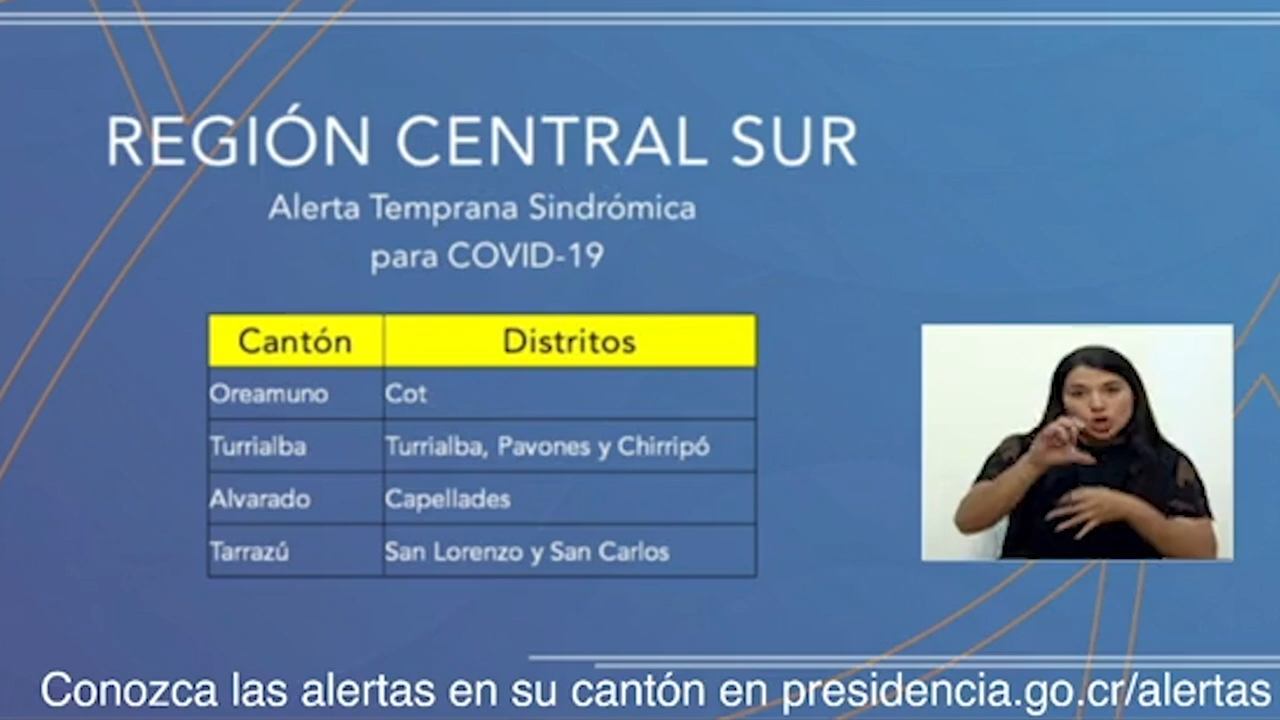 REGIÓN CENTRAL SUR
Alerta Temprana Sindrómica
para COVID-19
Cantón Distritos
Oreamuno Cot
Turrialba Turrialba, Pavones y Chirripó
Alvarado Capellades
Tarrazú San Lorenzo y San Carlos
Conozca las alertas en su cantón en presidencia.go.cr/alertas